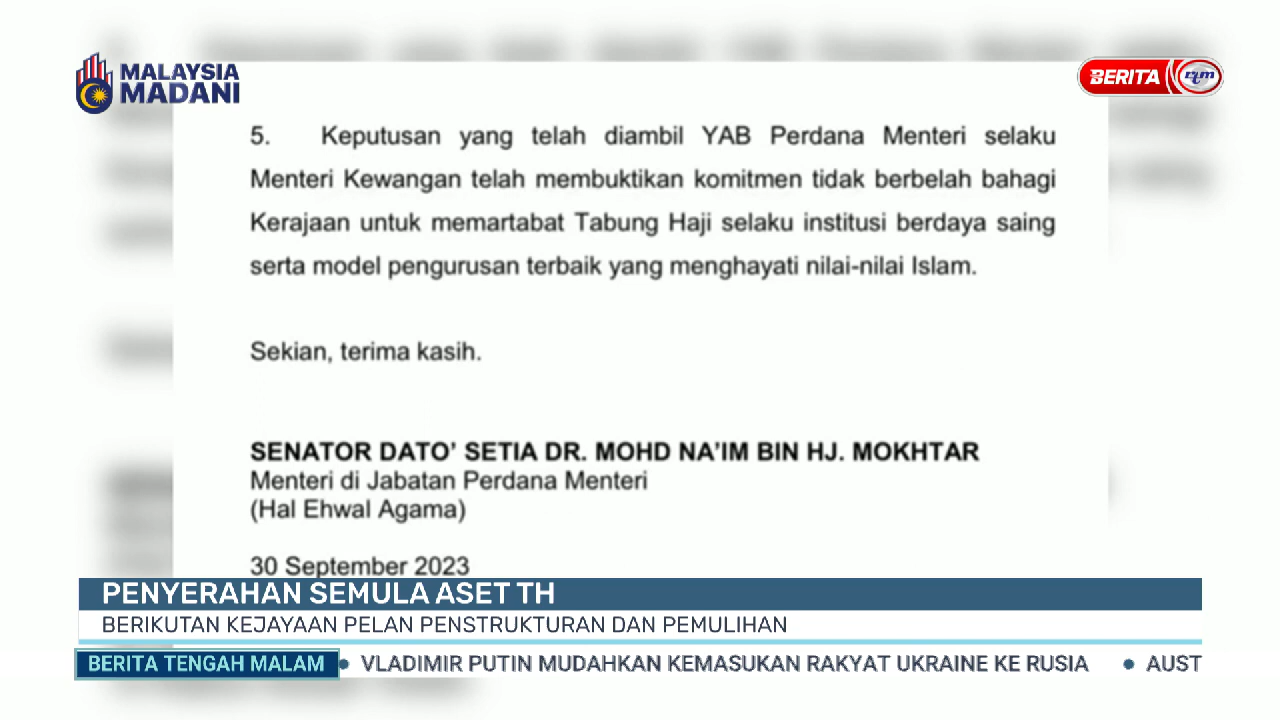 MALAYSIA
MADANI
BERITA rtm
5. Keputusan yang telah diambil YAB Perdana Menteri selaku
Menteri Kewangan telah membuktikan komitmen tidak berbelah bahagi
Kerajaan untuk memartabat Tabung Haji selaku institusi berdaya saing
serta model pengurusan terbaik yang menghayati nilai-nilai Islam.
Sekian, terima kasih.
SENATOR DATO’ SETIA DR. MOHD NA’IM BIN HJ. MOKHTAR
Menteri di Jabatan Perdana Menteri
(Hal Ehwal Agama)
30 September 2023
PENYERAHAN SEMULA ASET TH
BERIKUTAN KEJAYAAN PELAN PENSTRUKTURAN DAN PEMULIHAN
BERITA TENGAH MALAM • VLADIMIR PUTIN MUDAHKAN KEMASUKAN RAKYAT UKRAINE KE RUSIA • AUST